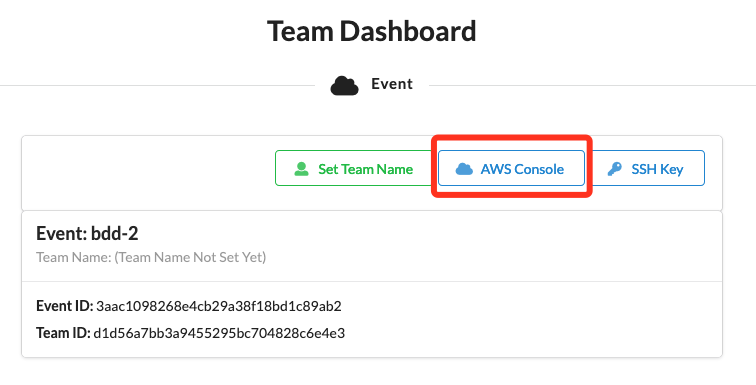 Team Dashboard
Event
Set Team Name AWS Console SSH Key
Event: bdd-2
Team Name: (Team Name Not Set Yet)
Event ID: 3aac1098268e4cb29a38f18bd1c89ab2
Team ID: d1d56a7bb3a9455295bc704828c6e4e3